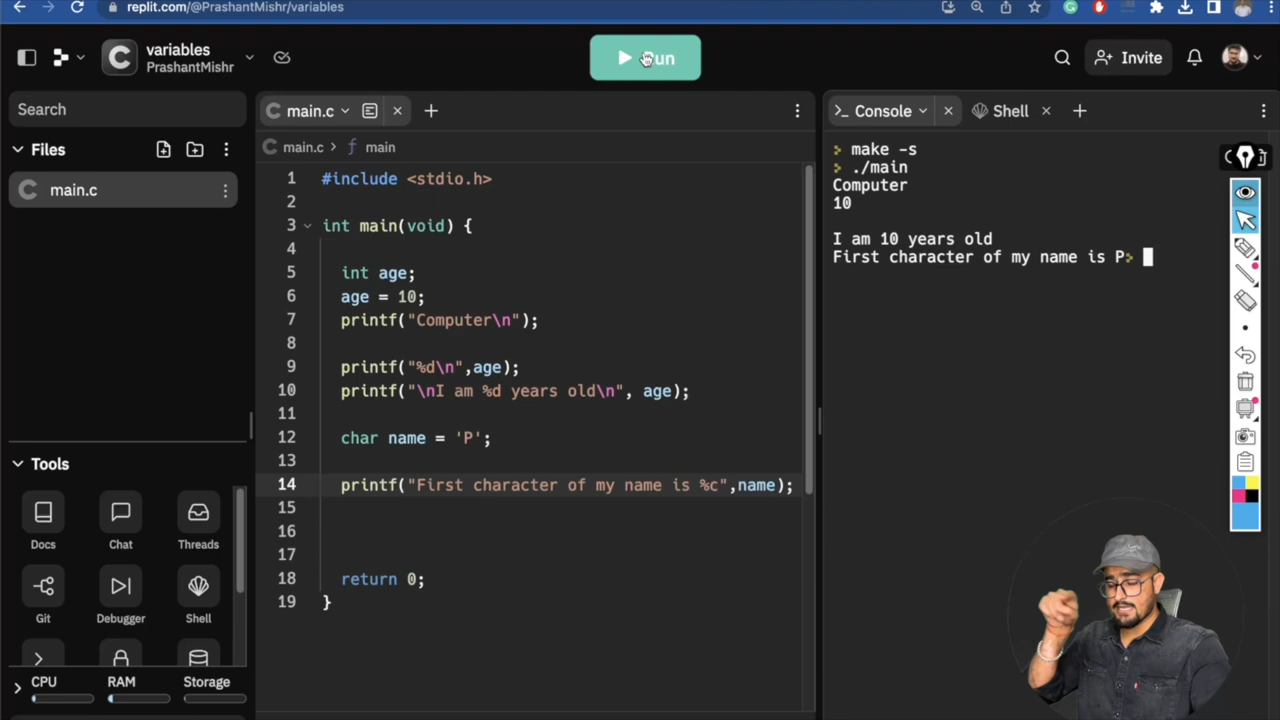 replit.com/@PrashantMishr/variables
variables
PrashantMishr
Run
Invite
Search
main.c
Console
Shell
Files
main.c > main
main.c
1 #include <stdio.h>
2
3 int main(void) {
4
5 int age;
6 age = 10;
7 printf("Computer\n");
8
9 printf("%d\n",age);
10 printf("\nI am %d years old\n", age);
11
12 char name = 'P';
13
14 printf("First character of my name is %c",name);
15
16
17
18 return 0;
19 }
make -s
./main
Computer
10
I am 10 years old
First character of my name is P
Tools
Docs Chat Threads
Git Debugger Shell
CPU RAM Storage